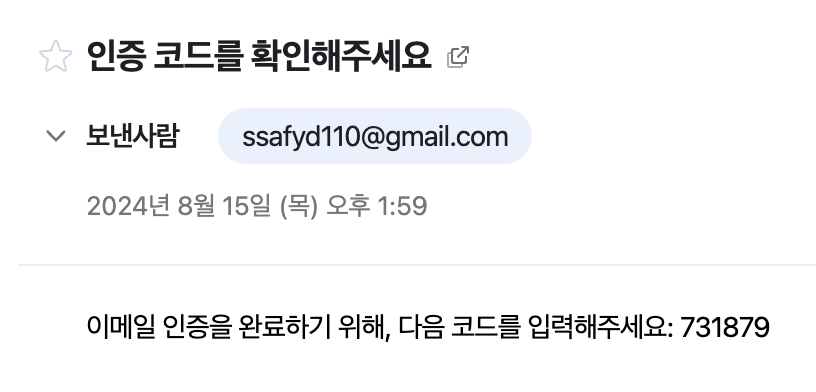 인증 코드를 확인해주세요
보낸사람 ssafyd110@gmail.com
2024년 8월 15일 (목) 오후 1:59
이메일 인증을 완료하기 위해, 다음 코드를 입력해주세요: 731879